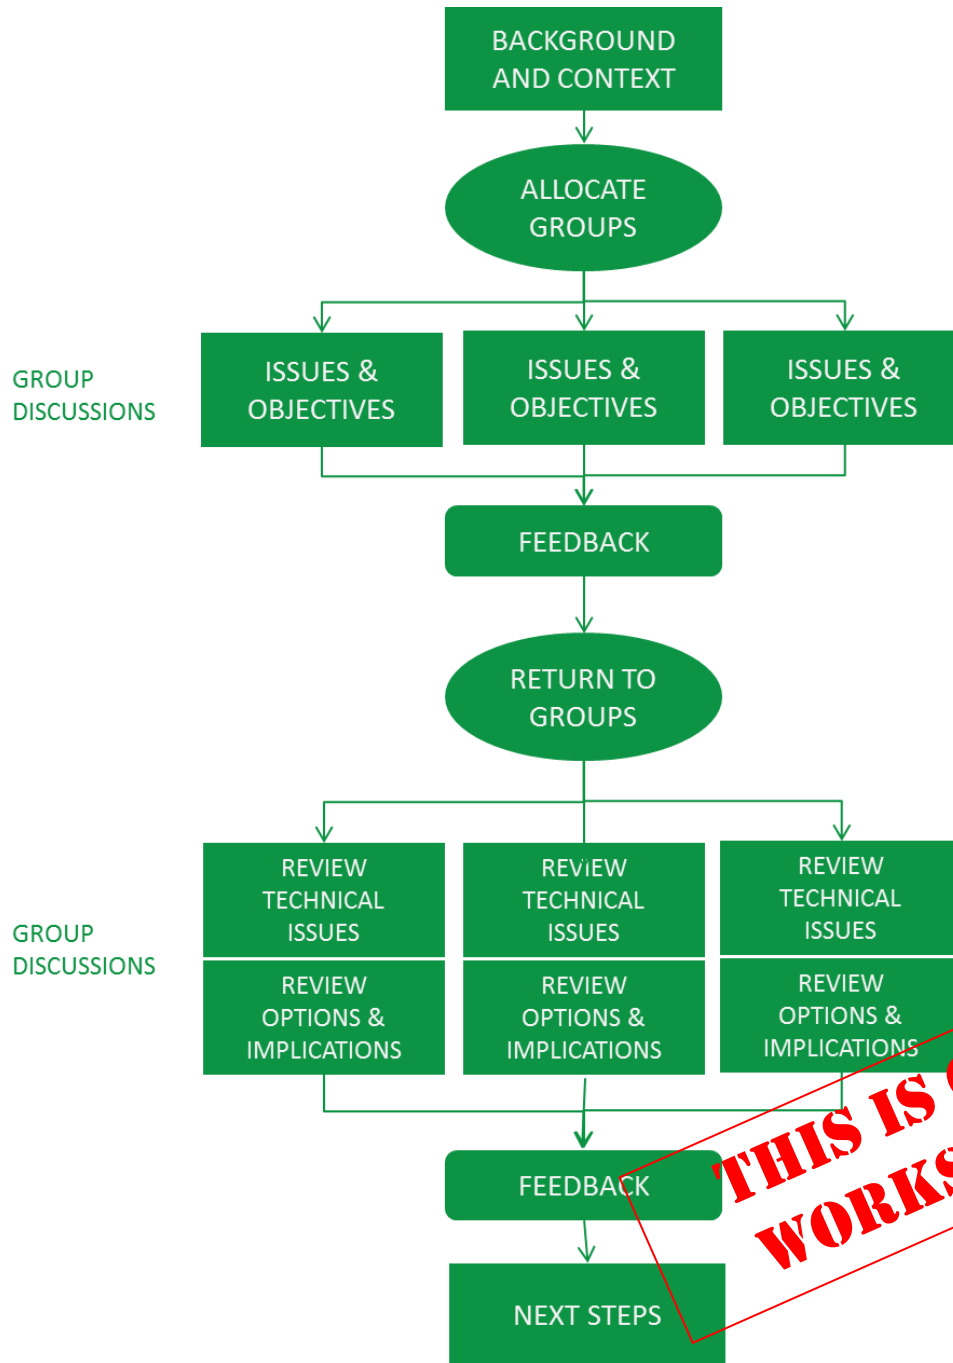 BACKGROUND
AND CONTEXT
ALLOCATE
GROUPS
GROUP
DISCUSSIONS
ISSUES &
OBJECTIVES
ISSUES &
OBJECTIVES
ISSUES &
OBJECTIVES
FEEDBACK
RETURN TO
GROUPS
GROUP
DISCUSSIONS
REVIEW
TECHNICAL
ISSUES
REVIEW
TECHNICAL
ISSUES
REVIEW
TECHNICAL
ISSUES
REVIEW
OPTIONS &
IMPLICATIONS
REVIEW
OPTIONS &
IMPLICATIONS
REVIEW
OPTIONS &
IMPLICATIONS
FEEDBACK
NEXT STEPS
THIS IS
WORKS